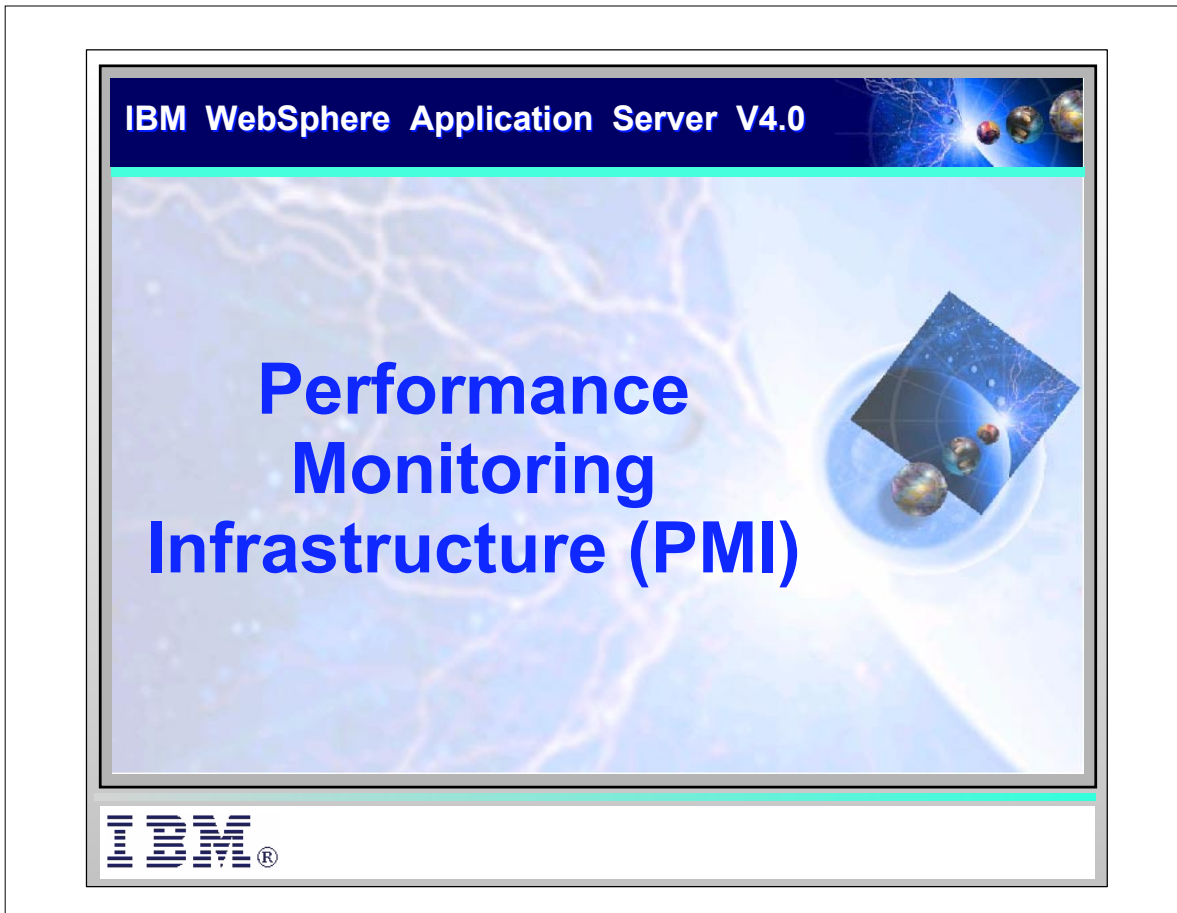 IBM WebSphere Application Server V4.0
Performance
Monitoring
Infrastructure (PMI)
IBM®